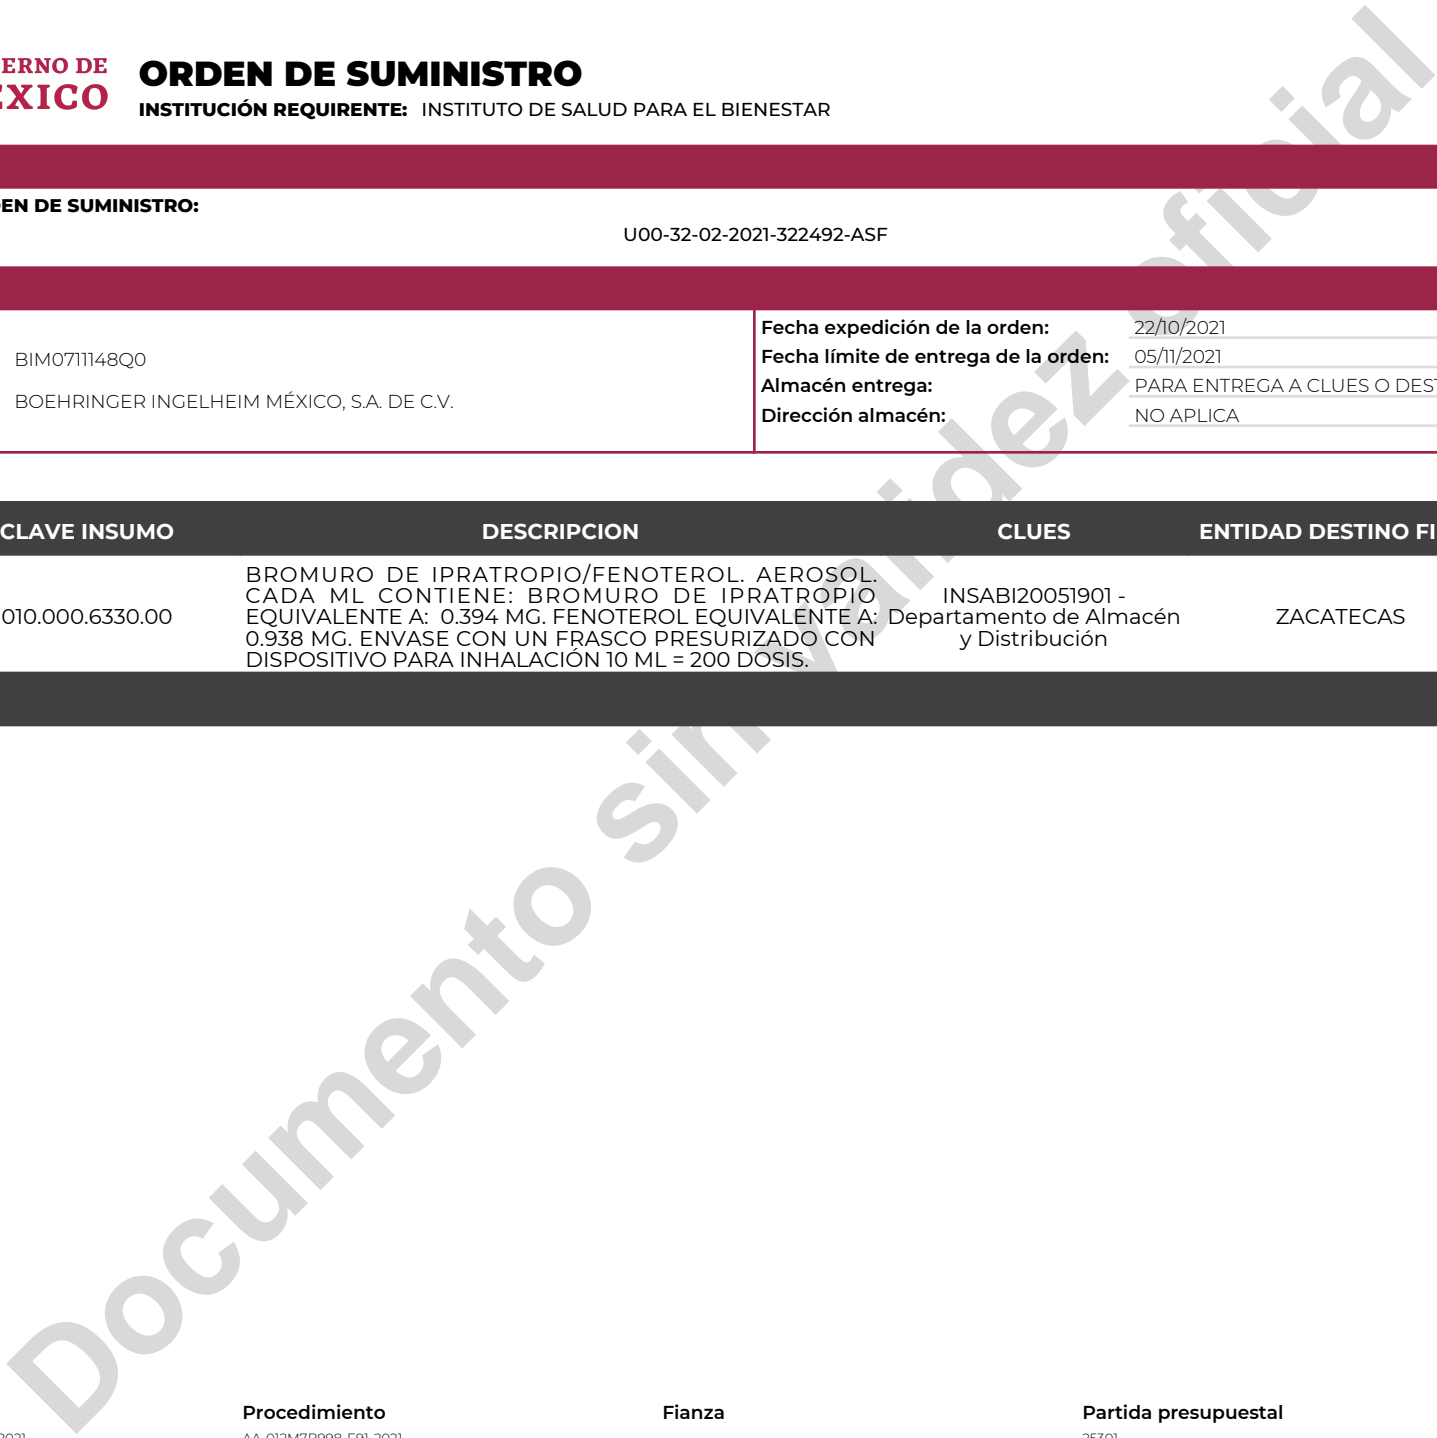 ERNO DE
ÉXICO
ORDEN DE SUMINISTRO
INSTITUCIÓN REQUIRENTE: INSTITUTO DE SALUD PARA EL BIENESTAR
EN DE SUMINISTRO:
U00-32-02-2021-322492-ASF
BIM0711148Q0
BOEHRINGER INGELHEIM MÉXICO, S.A. DE C.V.
Fecha expedición de la orden: 22/10/2021
Fecha límite de entrega de la orden: 05/11/2021
Almacén entrega: PARA ENTREGA A CLUES O DEST
Dirección almacén: NO APLICA
CLAVE INSUMO DESCRIPCION CLUES ENTIDAD DESTINO FI
010.000.6330.00
BROMURO DE IPRATROPIO/FENOTEROL. AEROSOL.
CADA ML CONTIENE: BROMURO DE IPRATROPIO
EQUIVALENTE A: 0.394 MG. FENOTEROL EQUIVALENTE A:
0.938 MG. ENVASE CON UN FRASCO PRESURIZADO CON
DISPOSITIVO PARA INHALACIÓN 10 ML = 200 DOSIS.
INSABI20051901 -
Departamento de Almacén
y Distribución
ZACATECAS
Documento sin validez oficial
Procedimiento Fianza Partida presupuestal